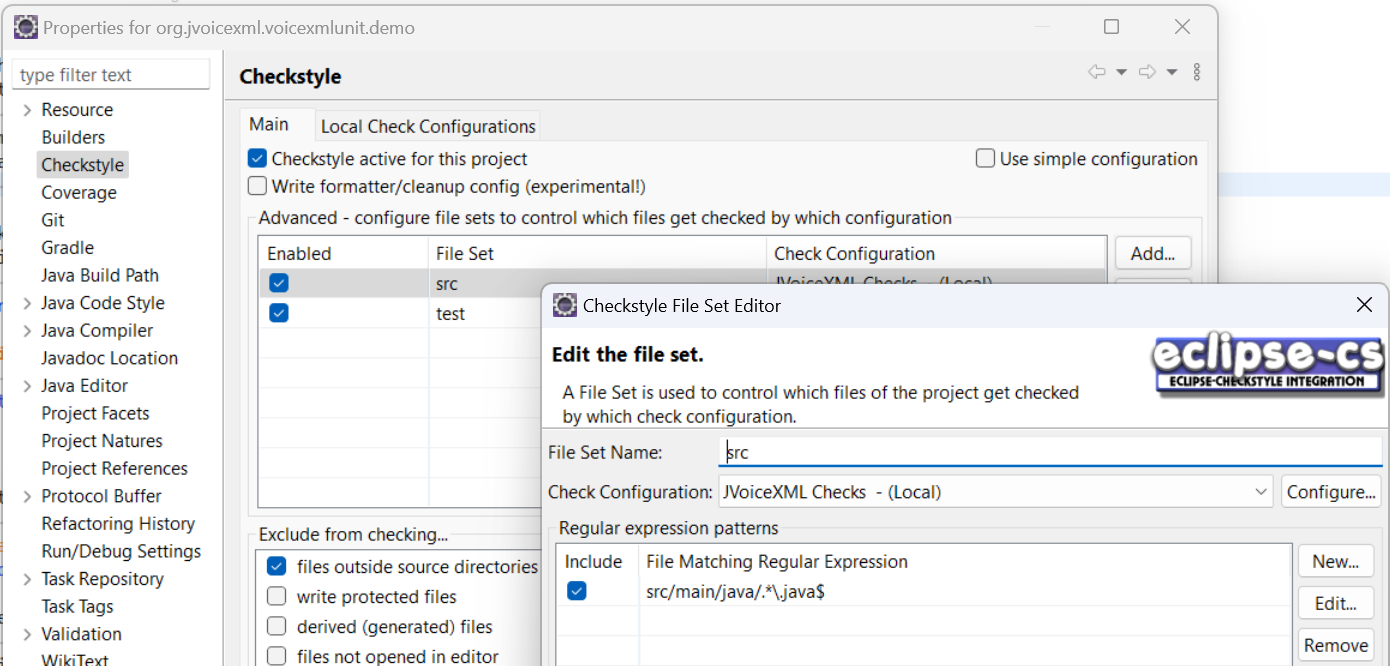 Properties for org.jvoicexml.voicexmlunit.demo
type filter text
Resource
Builders
Checkstyle
Coverage
Git
Gradle
Java Build Path
Java Code Style
Java Compiler
Javadoc Location
Java Editor
Project Facets
Project Natures
Project References
Protocol Buffer
Refactoring History
Run/Debug Settings
Task Repository
Task Tags
Validation
WikiText
Checkstyle
Main
Local Check Configurations
Checkstyle active for this project
Use simple configuration
Write formatter/cleanup config (experimental!)
Advanced - configure file sets to control which files get checked by which configuration
Enabled
File Set
Check Configuration
Add...
src
JVoiceXML Checks - (Local)
test
Exclude from checking...
files outside source directories
write protected files
derived (generated) files
files not opened in editor
Checkstyle File Set Editor
Edit the file set.
eclipse-cs
ECLIPSE-CHECKSTYLE INTEGRATION
A File Set is used to control which files of the project get checked
by which check configuration.
File Set Name:
src
Check Configuration:
JVoiceXML Checks - (Local)
Configure...
Regular expression patterns
Include
File Matching Regular Expression
New...
src/main/java/.*\.java$
Edit...
Remove